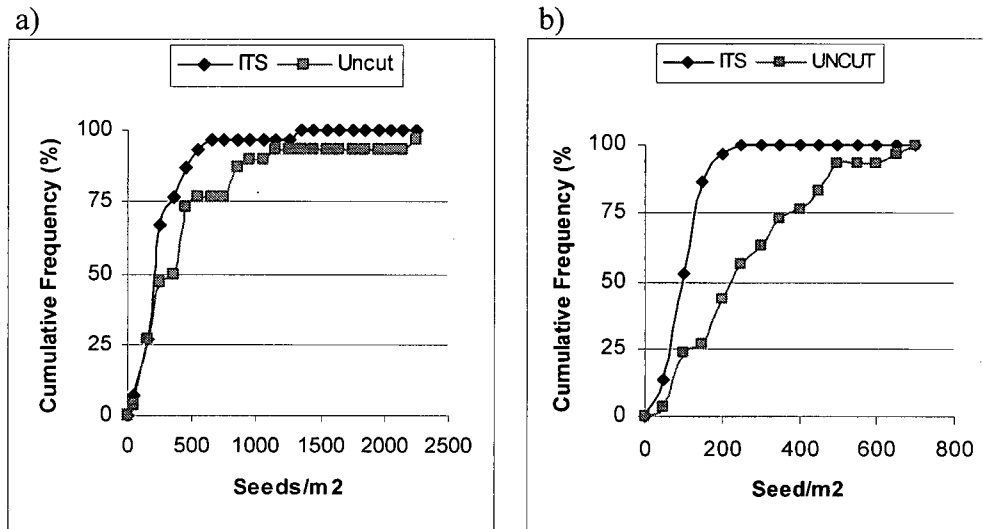 a)
ITS Uncut
Cumulative Frequency (%)
100
75
50
25
0
0 500 1000 1500 2000 2500
Seeds/m2
b)
ITS UNCUT
Cumulative Frequency (%
100
75
50
25
0
0 200 400 600 800
Seed/m2